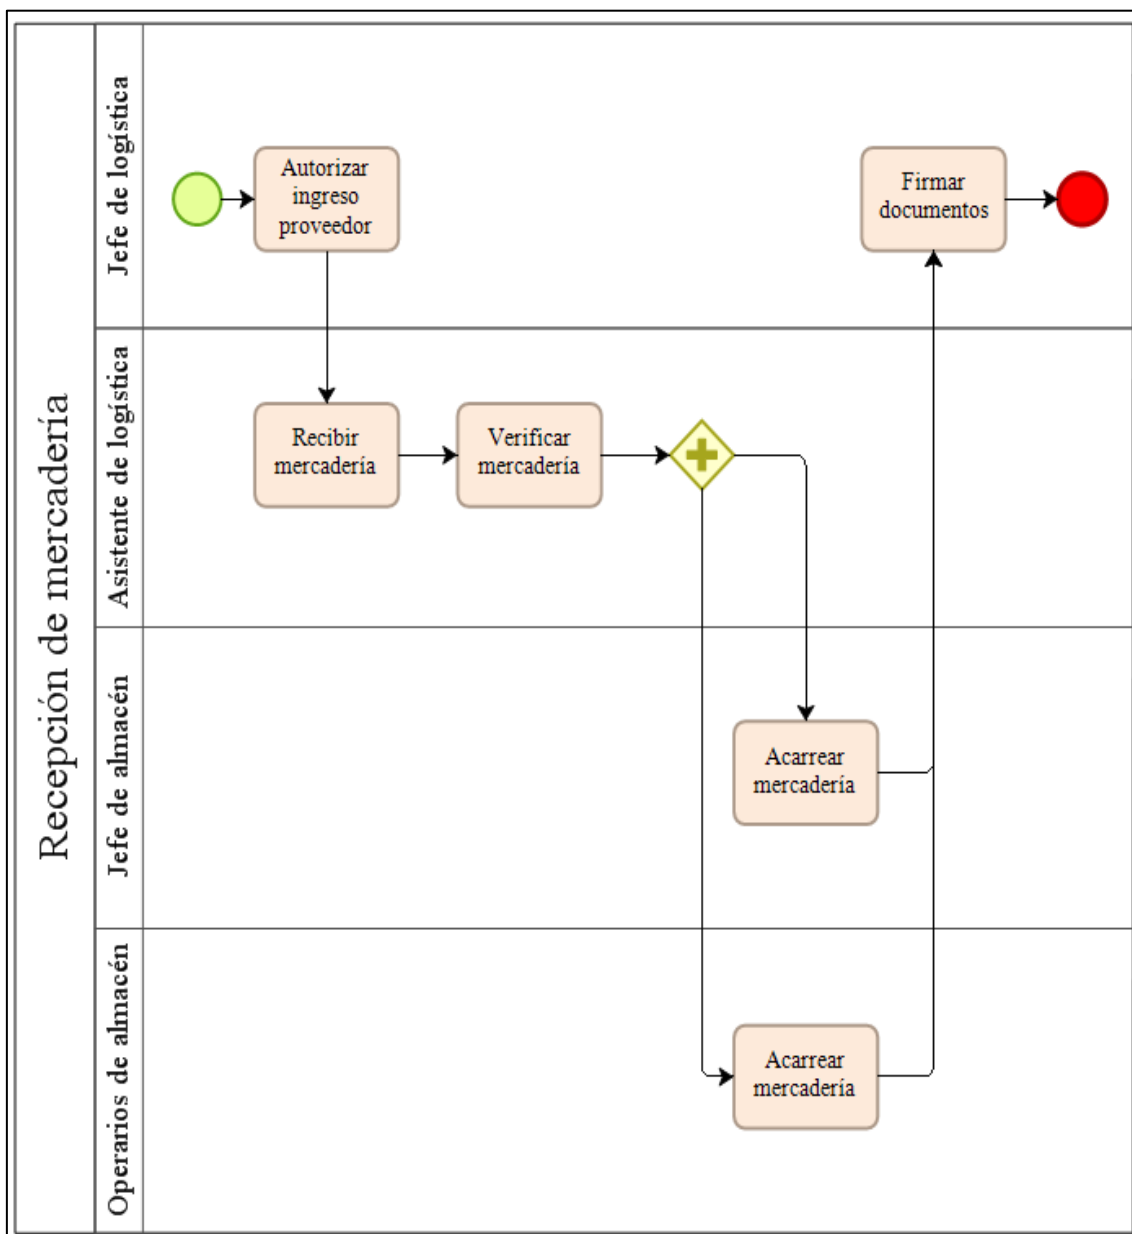 Recepción de mercadería
Jefe de logística
Autorizar
ingreso
proveedor
Firmar
documentos
Asistente de logística
Recibir
mercadería
Verificar
mercadería
Jefe de almacén
Acarrear
mercadería
Operarios de almacén
Acarrear
mercadería